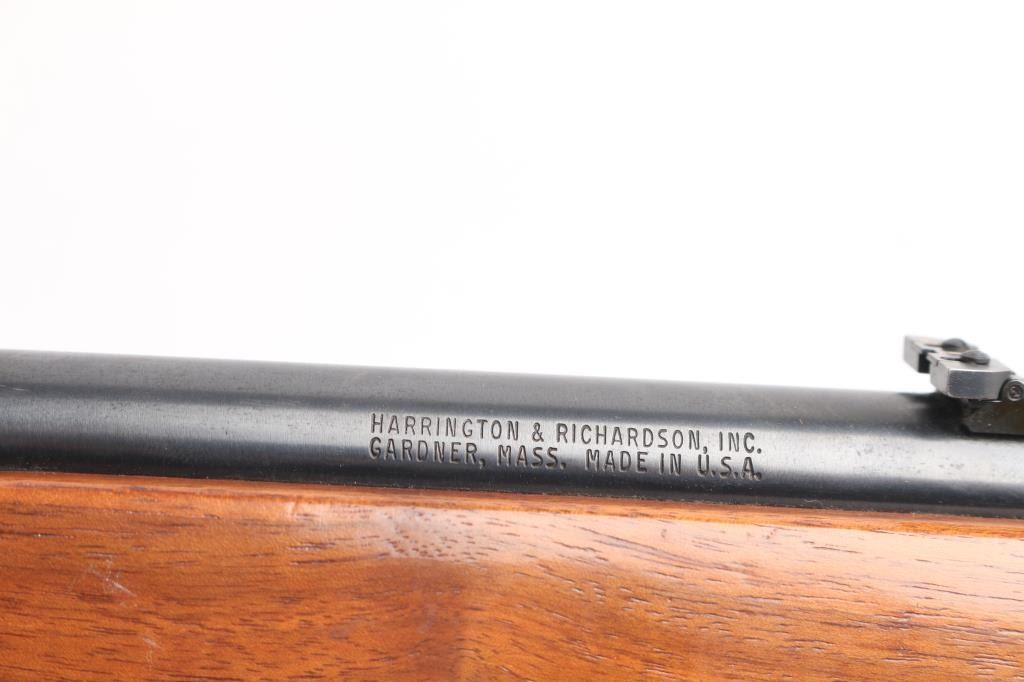 HARRINGTON & RICHARDSON, INC.
GARDNER, MASS. MADE IN U.S.A.